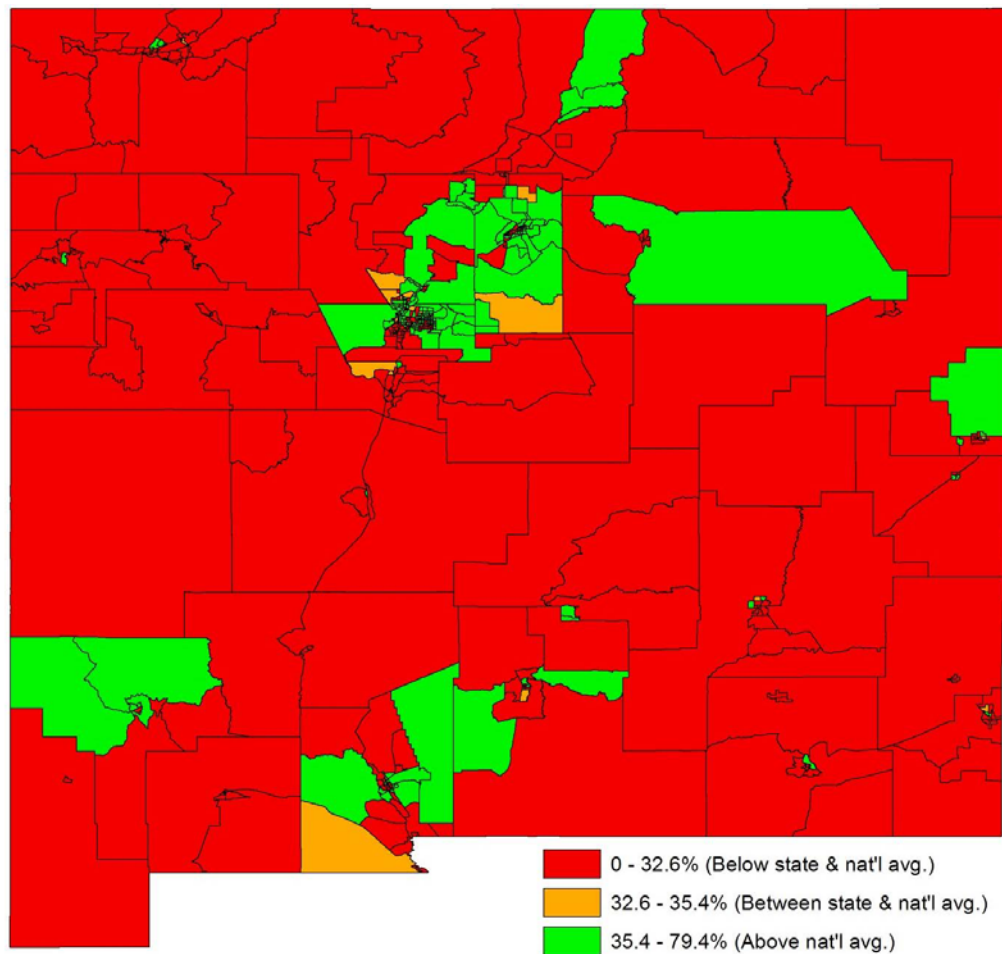 0 - 32.6% (Below state & nat'l avg.)
32.6 - 35.4% (Between state & nat'l avg.)
35.4 - 79.4% (Above nat'l avg.)